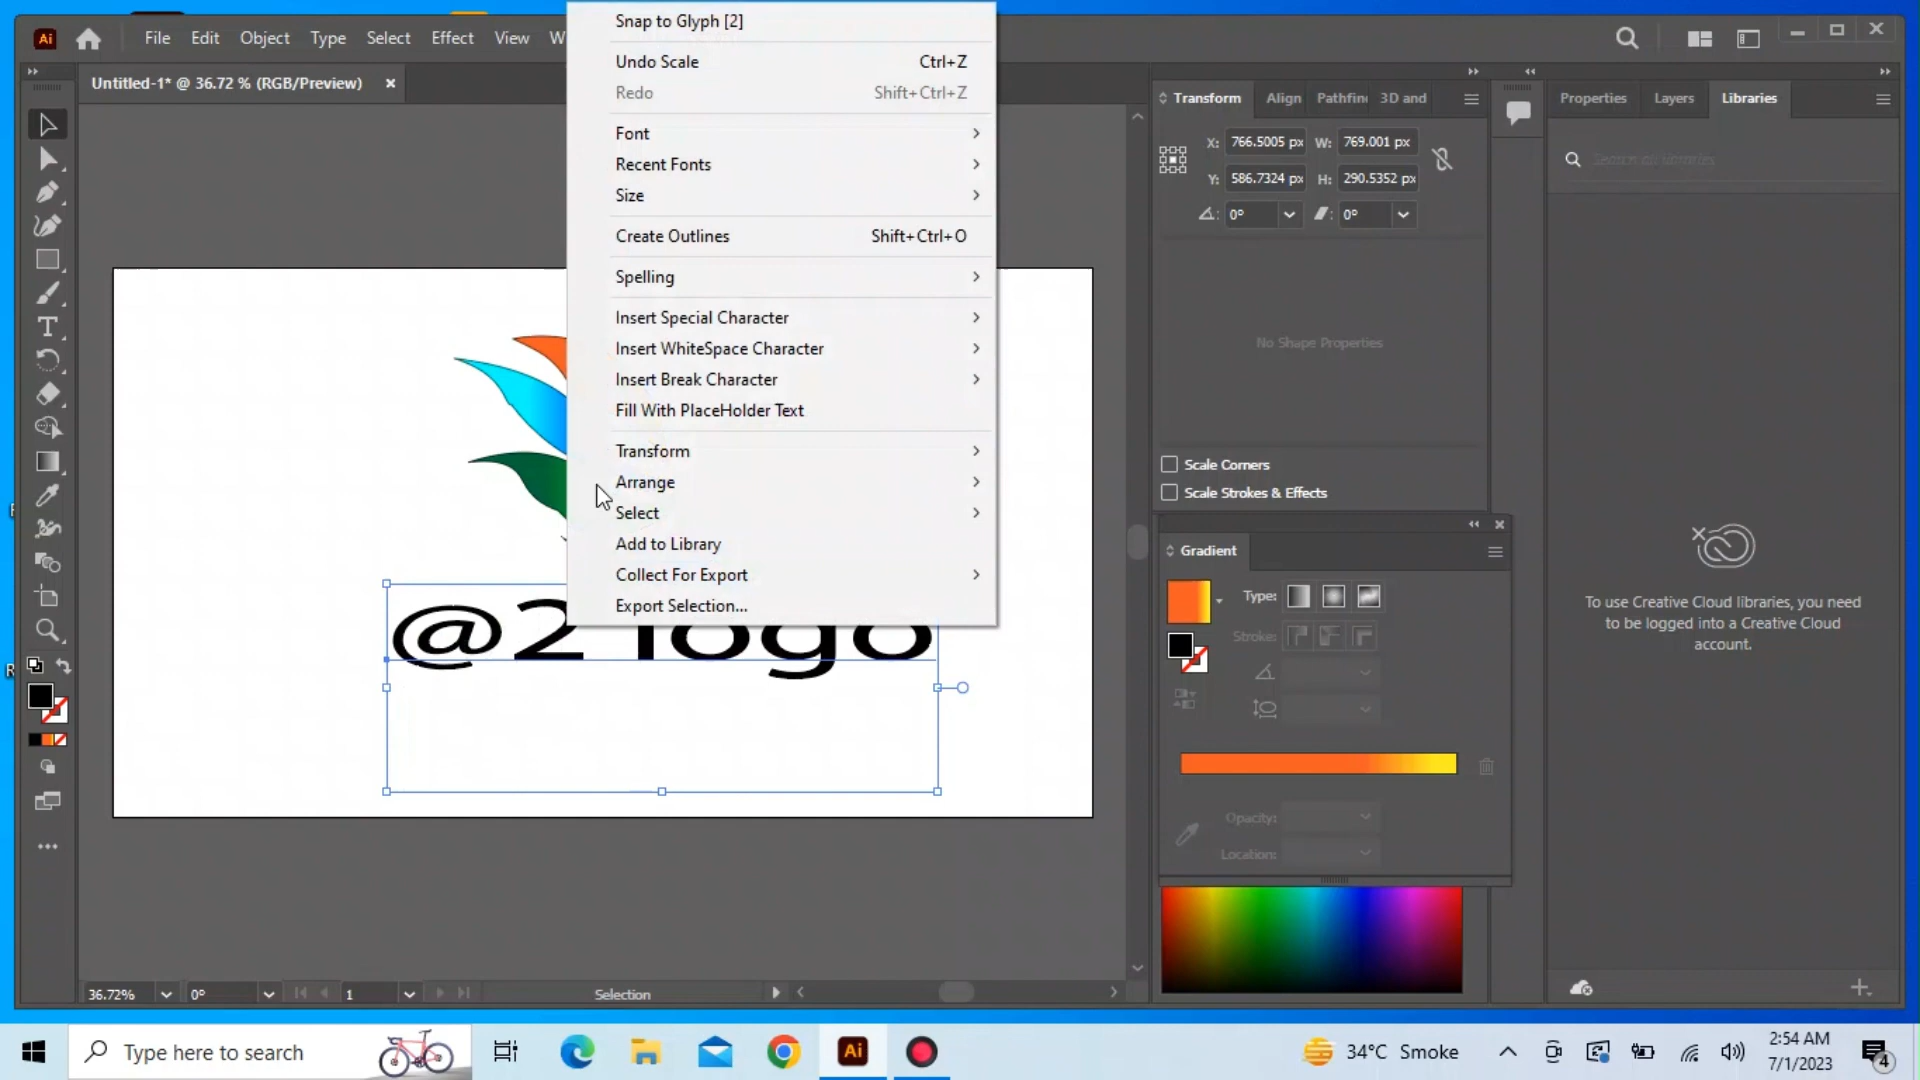 Ai
File Edit Object Type Select Effect View W
Untitled-1* @ 36.72 % (RGB/Preview) ×
Snap to Glyph [2]
Undo Scale Ctrl+Z
Redo Shift+Ctrl+Z
Font
Recent Fonts
Size
Create Outlines Shift+Ctrl+O
Spelling
Insert Special Character
Insert WhiteSpace Character
Insert Break Character
Fill With PlaceHolder Text
Transform
Arrange
Select
Add to Library
Collect For Export
Export Selection...
@2 logo
Transform Align Pathfin 3D and
X: 766.5005 px W: 769.001 px
Y: 586.7324 px H: 290.5352 px
0° 0°
No Shape Properties
Scale Corners
Scale Strokes & Effects
Gradient
Type:
Stroke:
Opacity:
Location:
Properties Layers Libraries
Search all libraries
To use Creative Cloud libraries, you need
to be logged into a Creative Cloud
account.
36.72% 0° 1 Selection
Type here to search
Ai
34°C Smoke
2:54 AM
7/1/2023
4